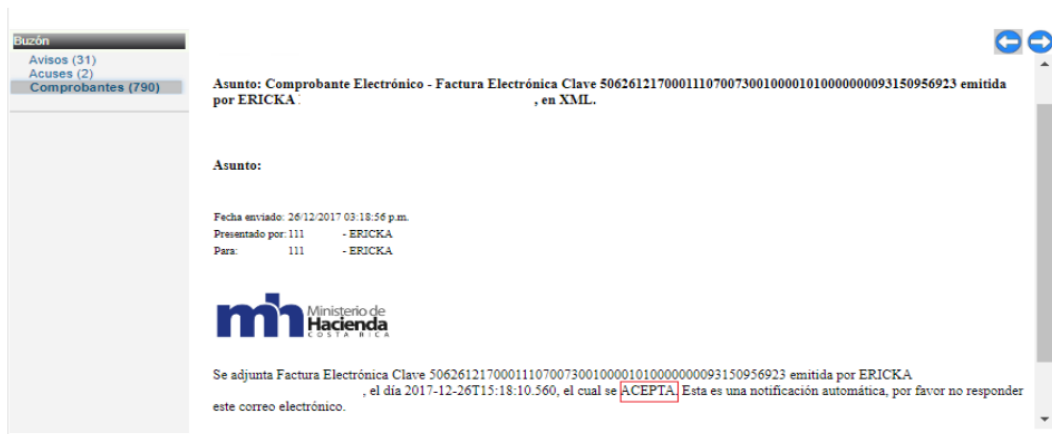 Buzón
Avisos (31)
Acuses (2)
Comprobantes (790)
Asunto: Comprobante Electrónico - Factura Electrónica Clave 50626121700011107007300100001010000000093150956923 emitida
por ERICKA , en XML.
Asunto:
Fecha enviado: 26/12/2017 03:18:56 p.m.
Presentado por: 111 - ERICKA
Para: 111 - ERICKA
mh Ministerio de
Hacienda
COSTA RICA
Se adjunta Factura Electrónica Clave 50626121700011107007300100001010000000093150956923 emitida por ERICKA
, el día 2017-12-26T15:18:10.560, el cual se ACEPTA. Esta es una notificación automática, por favor no responder
este correo electrónico.